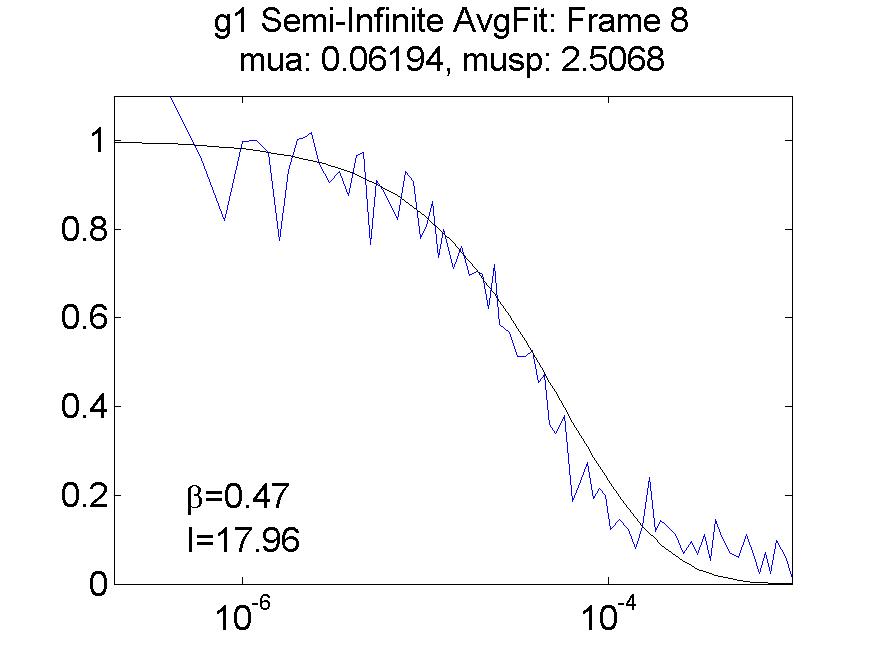 g1 Semi-Infinite AvgFit: Frame 8
mua: 0.06194, musp: 2.5068
1
0.8
0.6
0.4
0.2
0
β=0.47
I=17.96
10^-6
10^-4